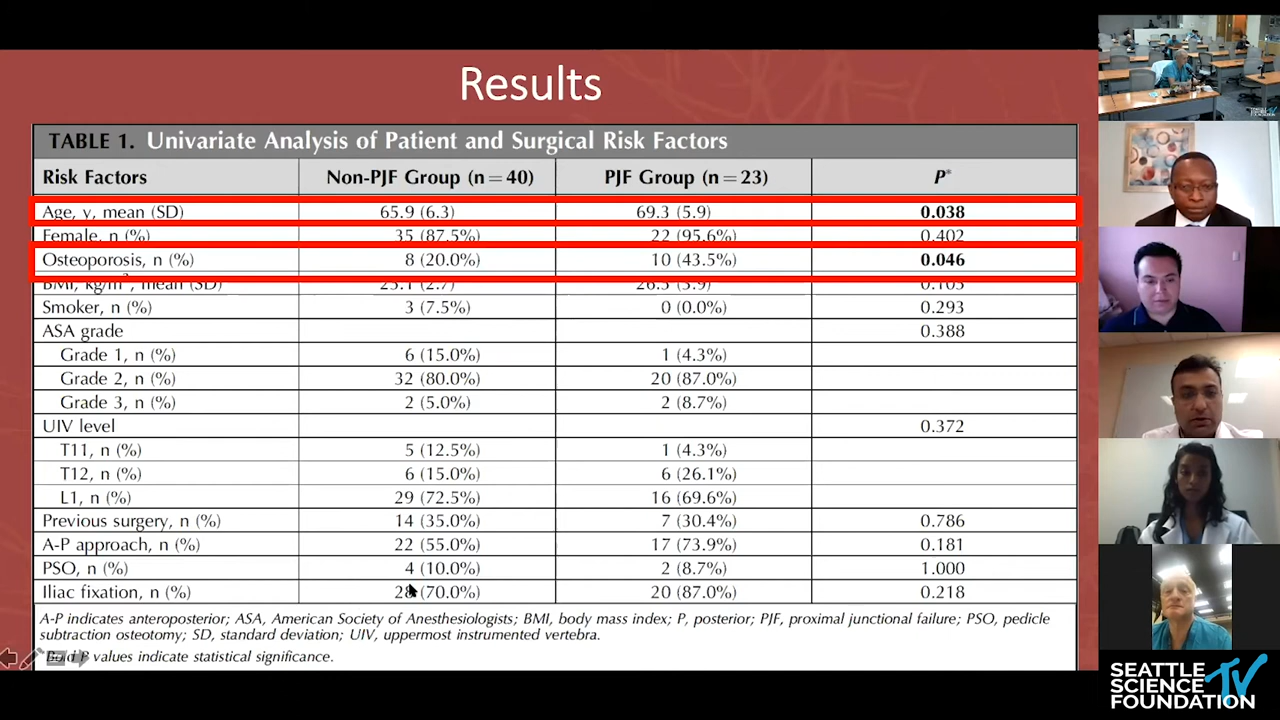 Results
TABLE 1. Univariate Analysis of Patient and Surgical Risk Factors
Risk Factors Non-PJF Group (n=40) PJF Group (n=23) P*
Age, y, mean (SD) 65.9 (6.3) 69.3 (5.9) 0.038
Female, n (%) 35 (87.5%) 22 (95.6%) 0.402
Osteoporosis, n (%) 8 (20.0%) 10 (43.5%) 0.046
BMI, kg/m², mean (SD) 25.1 (2.7) 26.5 (3.9) 0.105
Smoker, n (%) 3 (7.5%) 0 (0.0%) 0.293
ASA grade 0.388
Grade 1, n (%) 6 (15.0%) 1 (4.3%)
Grade 2, n (%) 32 (80.0%) 20 (87.0%)
Grade 3, n (%) 2 (5.0%) 2 (8.7%)
UIV level 0.372
T11, n (%) 5 (12.5%) 1 (4.3%)
T12, n (%) 6 (15.0%) 6 (26.1%)
L1, n (%) 29 (72.5%) 16 (69.6%)
Previous surgery, n (%) 14 (35.0%) 7 (30.4%) 0.786
A-P approach, n (%) 22 (55.0%) 17 (73.9%) 0.181
PSO, n (%) 4 (10.0%) 2 (8.7%) 1.000
Iliac fixation, n (%) 28 (70.0%) 20 (87.0%) 0.218
A-P indicates anteroposterior; ASA, American Society of Anesthesiologists; BMI, body mass index; P, posterior; PJF, proximal junctional failure; PSO, pedicle
subtraction osteotomy; SD, standard deviation; UIV, uppermost instrumented vertebra.
Bold P values indicate statistical significance.
SEATTLE
SCIENCE
FOUNDATION
TV
SEATTLE
SCIENCE
FOUNDATION
TV